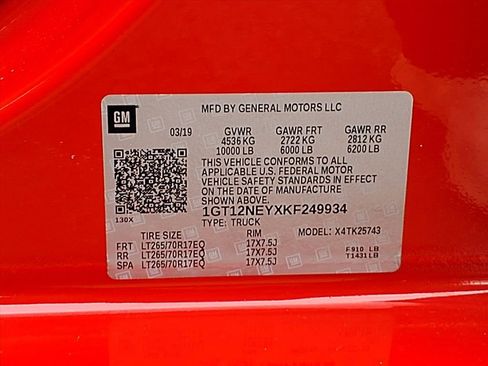 GM
MFD BY GENERAL MOTORS LLC
03/19 GVWR GAWR FRT GAWR RR
4536 KG 2722 KG 2812 KG
10000 LB 6000 LB 6200 LB
THIS VEHICLE CONFORMS TO ALL
APPLICABLE U.S. FEDERAL MOTOR
VEHICLE SAFETY STANDARDS IN EFFECT
ON THE DATE OF MANUFACTURE
SHOWN ABOVE.
130X
1GT12NEYXKF249934
TYPE: TRUCK
TIRE SIZE RIM MODEL: X4TK25743
FRT LT265/70R17EQ 17X7.5J
RR LT265/70R17EQ 17X7.5J F910 LB
SPA LT265/70R17EQ 17X7.5J T1431LB